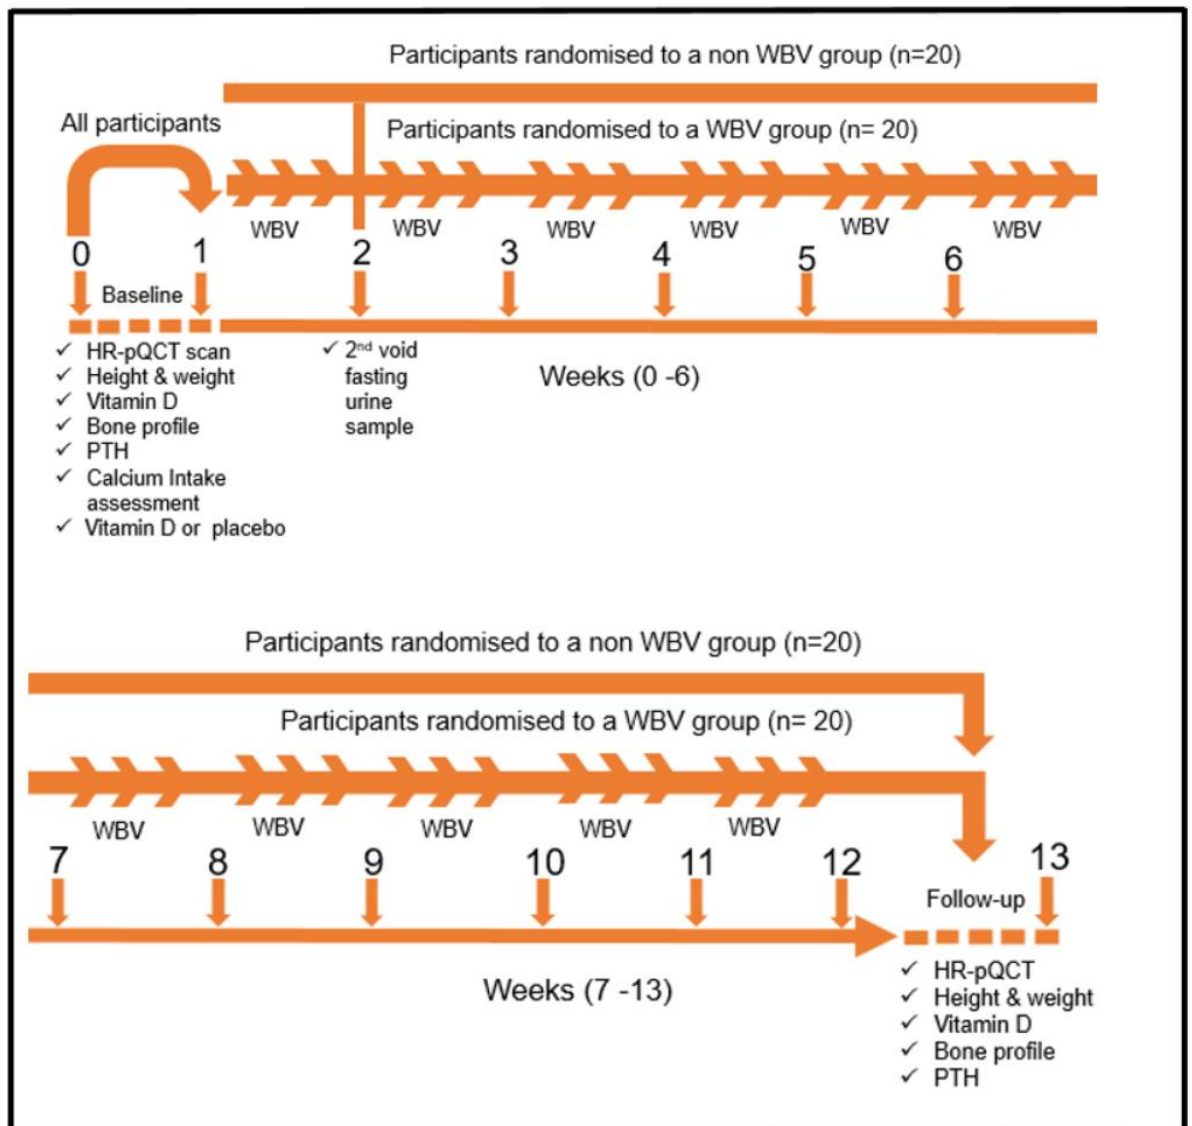 Participants randomised to a non WBV group (n=20)
All participants
Participants randomised to a WBV group (n= 20)
WBV
WBV
WBV
WBV
WBV
WBV
0
1
2
3
4
5
6
Baseline
✓ HR-pQCT scan
✓ Height & weight
✓ Vitamin D
✓ Bone profile
✓ PTH
✓ Calcium Intake
assessment
✓ Vitamin D or placebo
✓ 2nd void
fasting
urine
sample
Weeks (0 -6)
Participants randomised to a non WBV group (n=20)
Participants randomised to a WBV group (n= 20)
WBV
WBV
WBV
WBV
WBV
7
8
9
10
11
12
13
Follow-up
Weeks (7 -13)
✓ HR-pQCT
✓ Height & weight
✓ Vitamin D
✓ Bone profile
✓ PTH